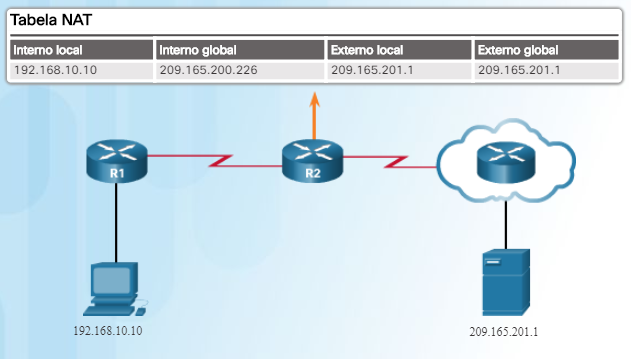 Tabela NAT
Interno local Interno global Externo local Externo global
192.168.10.10 209.165.200.226 209.165.201.1 209.165.201.1
R1 R2
192.168.10.10 209.165.201.1